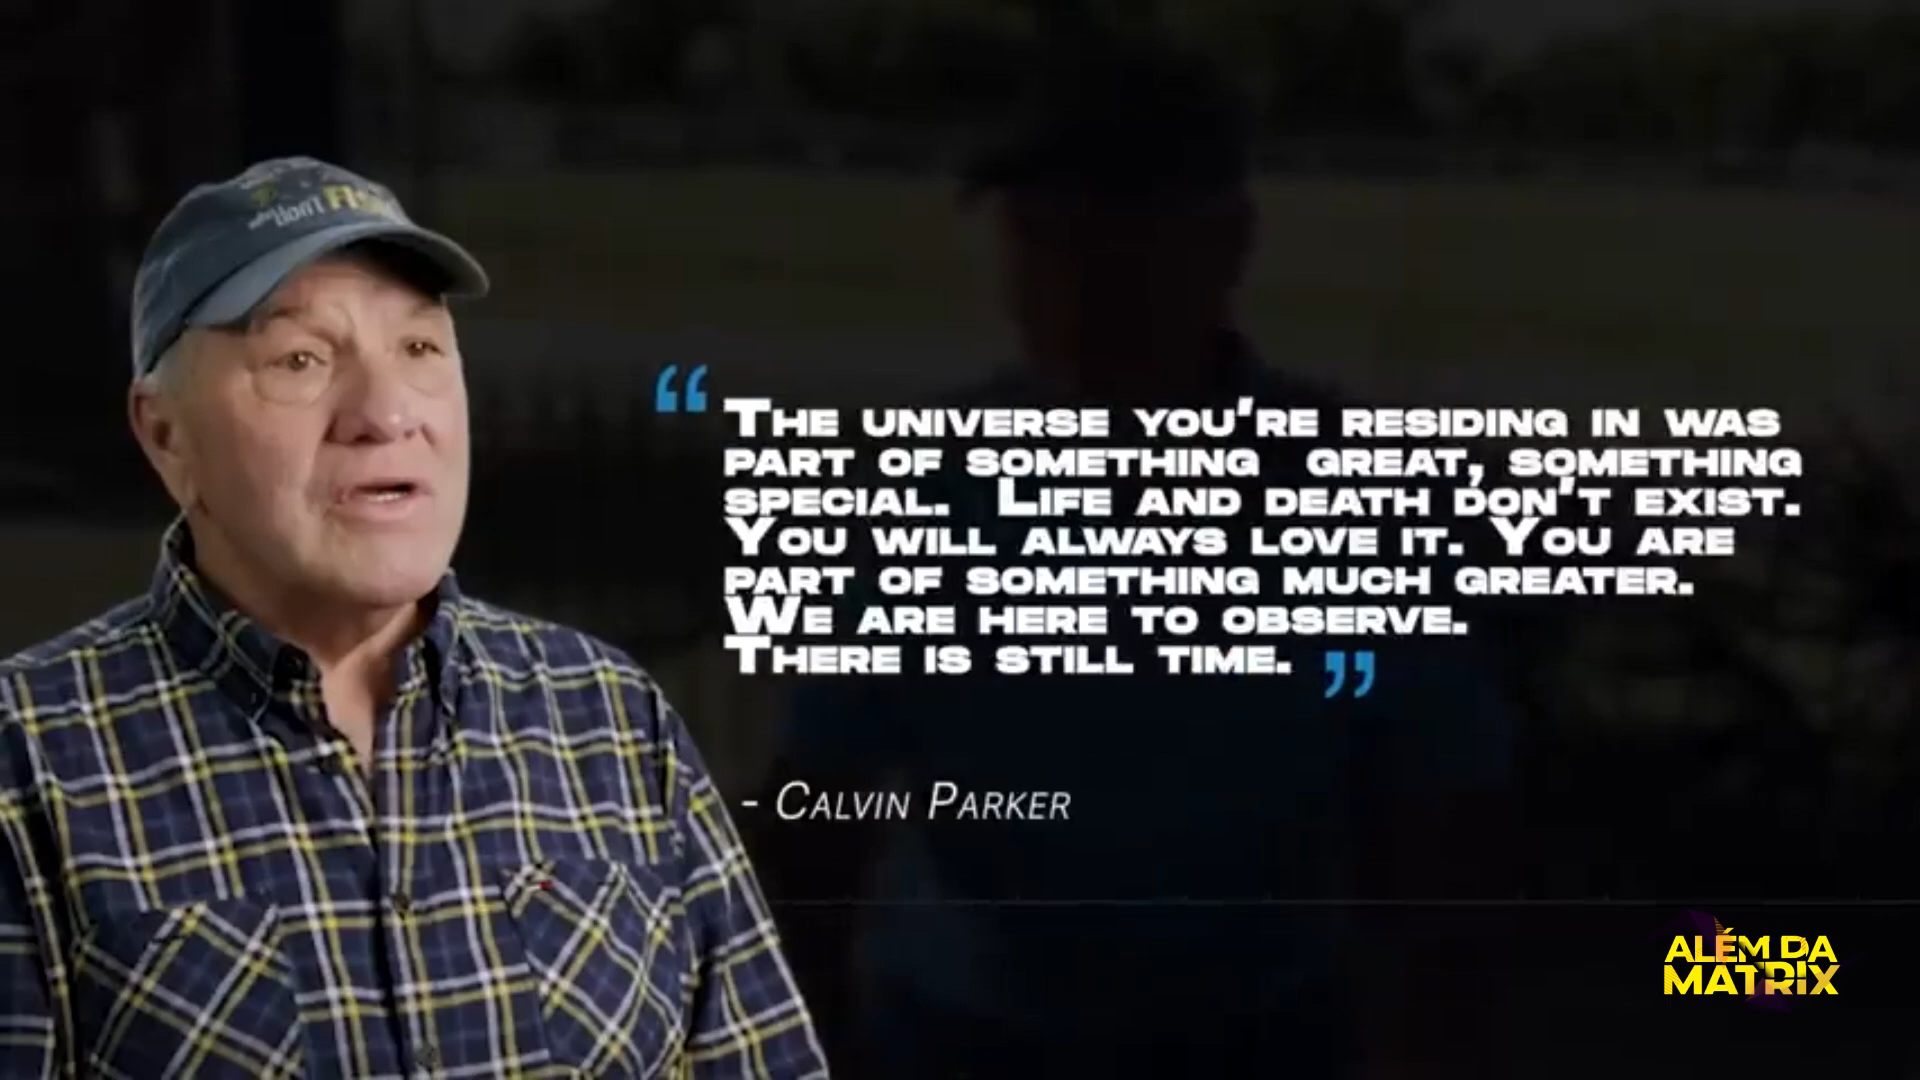 don't Fish
“THE UNIVERSE YOU'RE RESIDING IN WAS
PART OF SOMETHING GREAT, SOMETHING
SPECIAL. LIFE AND DEATH DON'T EXIST.
YOU WILL ALWAYS LOVE IT. YOU ARE
PART OF SOMETHING MUCH GREATER.
WE ARE HERE TO OBSERVE.
THERE IS STILL TIME.”
- CALVIN PARKER
ALÉM DA
MATRIX